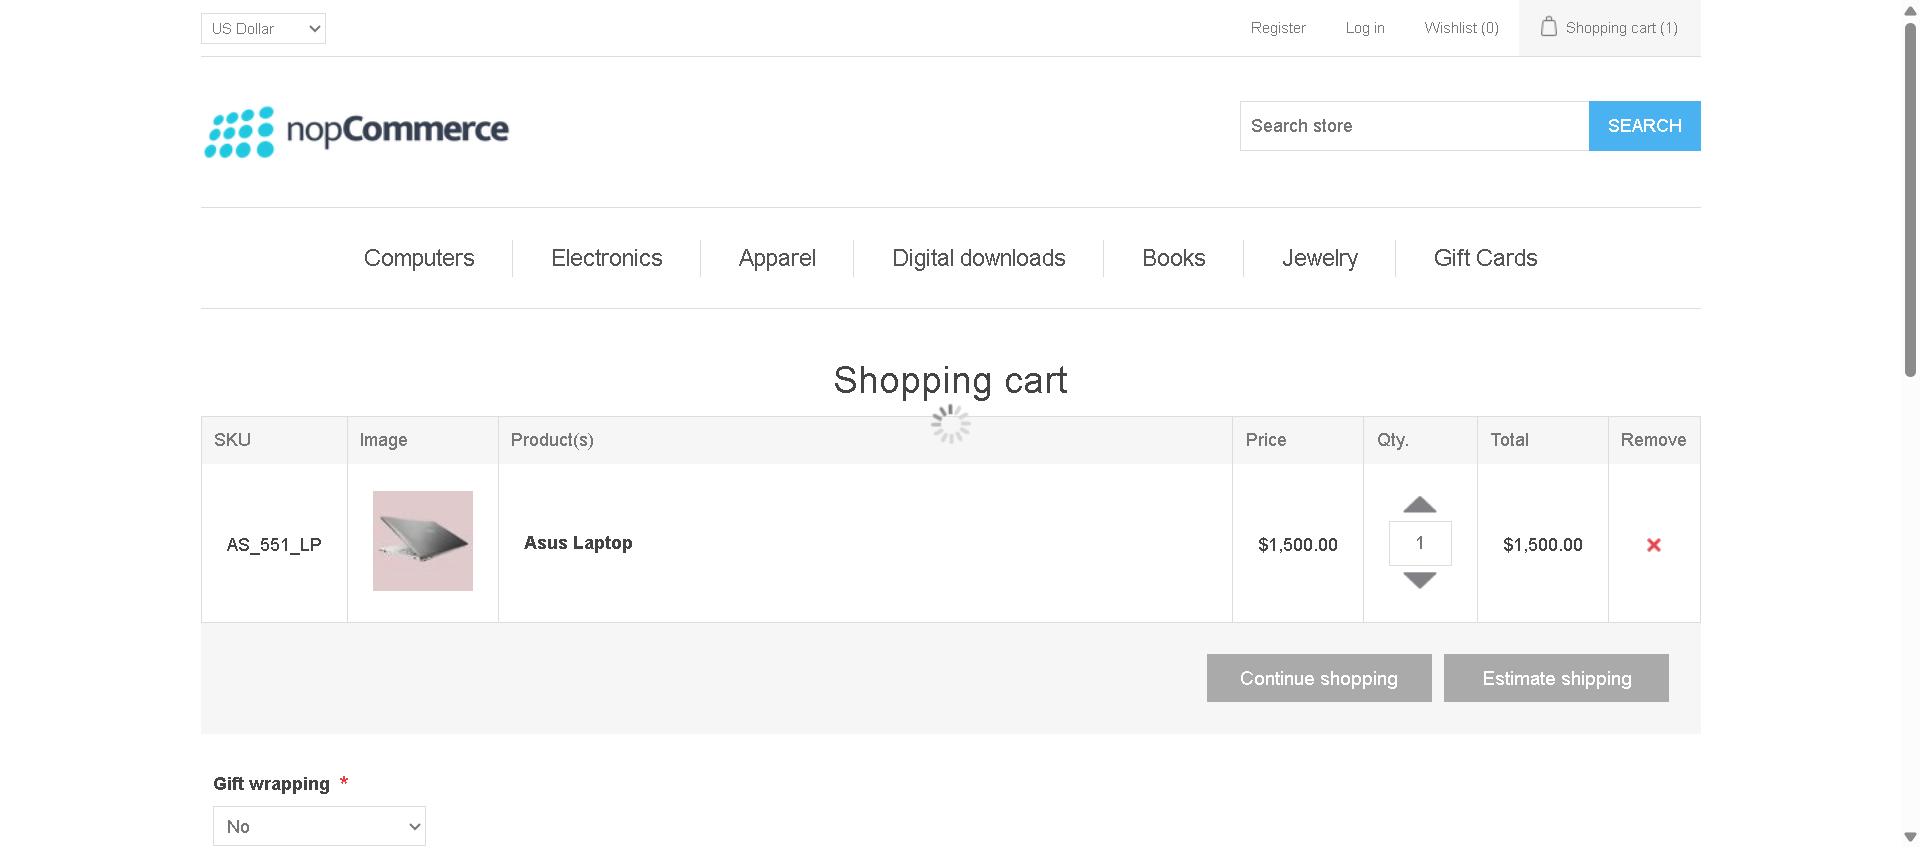 US Dollar
Register
Log in
Wishlist (0)
Shopping cart (1)
nopCommerce
Search store
SEARCH
Computers
Electronics
Apparel
Digital downloads
Books
Jewelry
Gift Cards
Shopping cart
SKU
Image
Product(s)
Price
Qty.
Total
Remove
AS_551_LP
Asus Laptop
$1,500.00
1
$1,500.00
Continue shopping
Estimate shipping
Gift wrapping *
No